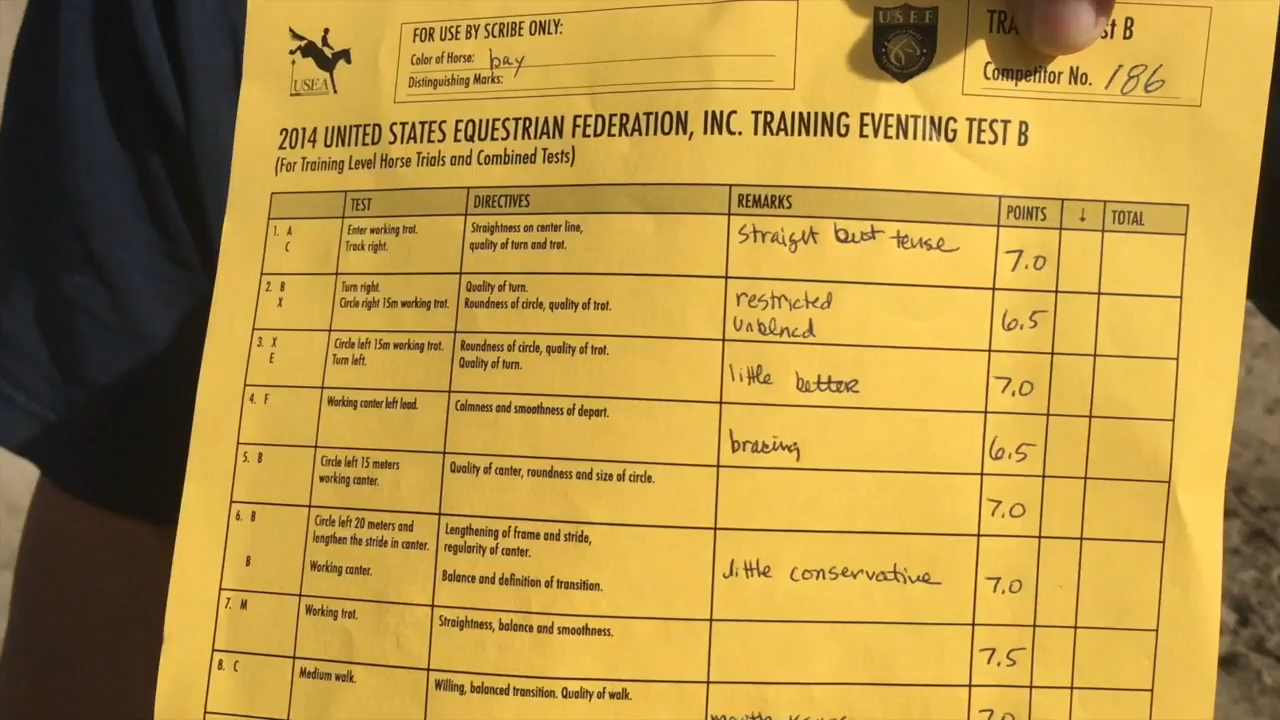 USEA
FOR USE BY SCRIBE ONLY:
Color of Horse: bay
Distinguishing Marks:
USEF
TRA st B
Competitor No. 186
2014 UNITED STATES EQUESTRIAN FEDERATION, INC. TRAINING EVENTING TEST B
(For Training Level Horse Trials and Combined Tests)
TEST DIRECTIVES REMARKS POINTS ↓ TOTAL
1. A Enter working trot. Straightness on center line, straight but tense
C Track right. quality of turn and trot. 7.0
2. B Turn right. Quality of turn. restricted
X Circle right 15m working trot. Roundness of circle, quality of trot. 6.5
3. X Circle left 15m working trot. Roundness of circle, quality of trot. little better
E Turn left. Quality of turn. 7.0
4. F Working canter left lead. Calmness and smoothness of depart. bracing 6.5
5. B Circle left 15 meters Quality of canter, roundness and size of circle.
working canter. 7.0
6. B Circle left 20 meters and Lengthening of frame and stride,
lengthen the stride in canter. regularity of canter. little conservative
B Working canter. Balance and definition of transition. 7.0
7. M Working trot. Straightness, balance and smoothness. 7.5
8. C Medium walk. Willing, balanced transition. Quality of walk. 7.0